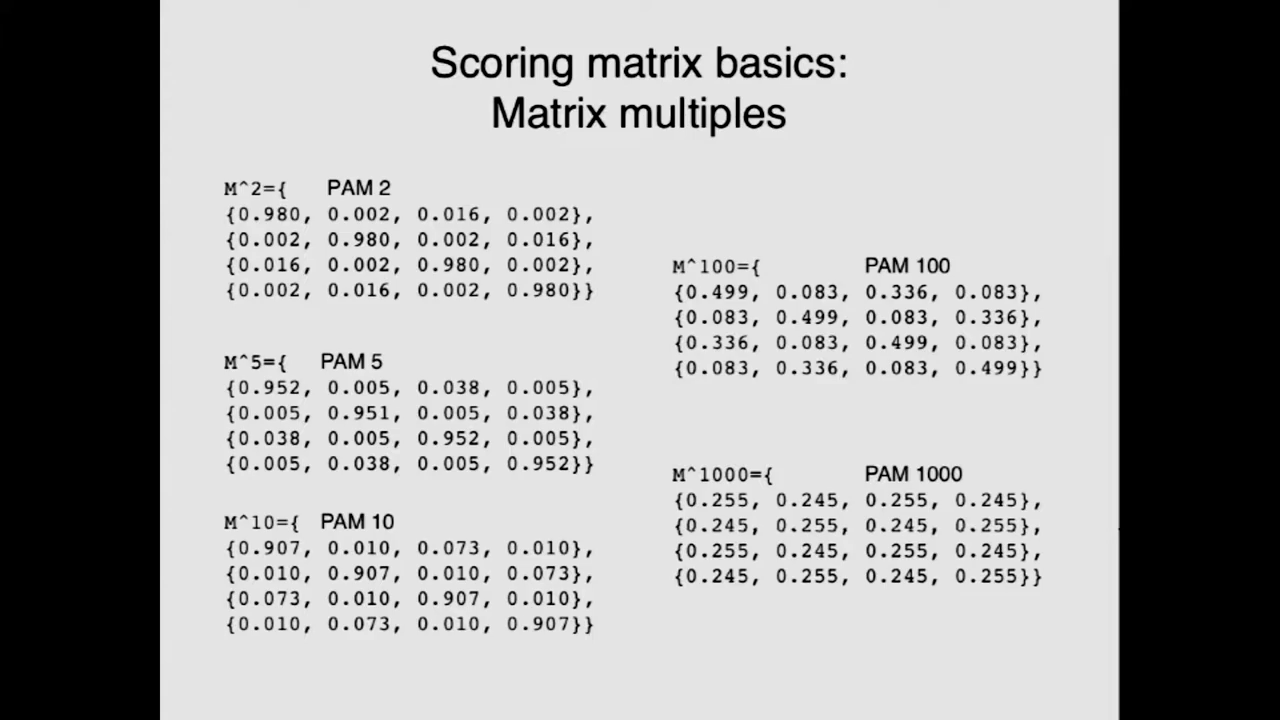 Scoring matrix basics:
Matrix multiples
M^2={ PAM 2
{0.980, 0.002, 0.016, 0.002},
{0.002, 0.980, 0.002, 0.016},
{0.016, 0.002, 0.980, 0.002},
{0.002, 0.016, 0.002, 0.980}}
M^5={ PAM 5
{0.952, 0.005, 0.038, 0.005},
{0.005, 0.951, 0.005, 0.038},
{0.038, 0.005, 0.952, 0.005},
{0.005, 0.038, 0.005, 0.952}}
M^10={ PAM 10
{0.907, 0.010, 0.073, 0.010},
{0.010, 0.907, 0.010, 0.073},
{0.073, 0.010, 0.907, 0.010},
{0.010, 0.073, 0.010, 0.907}}
M^100={ PAM 100
{0.499, 0.083, 0.336, 0.083},
{0.083, 0.499, 0.083, 0.336},
{0.336, 0.083, 0.499, 0.083},
{0.083, 0.336, 0.083, 0.499}}
M^1000={ PAM 1000
{0.255, 0.245, 0.255, 0.245},
{0.245, 0.255, 0.245, 0.255},
{0.255, 0.245, 0.255, 0.245},
{0.245, 0.255, 0.245, 0.255}}